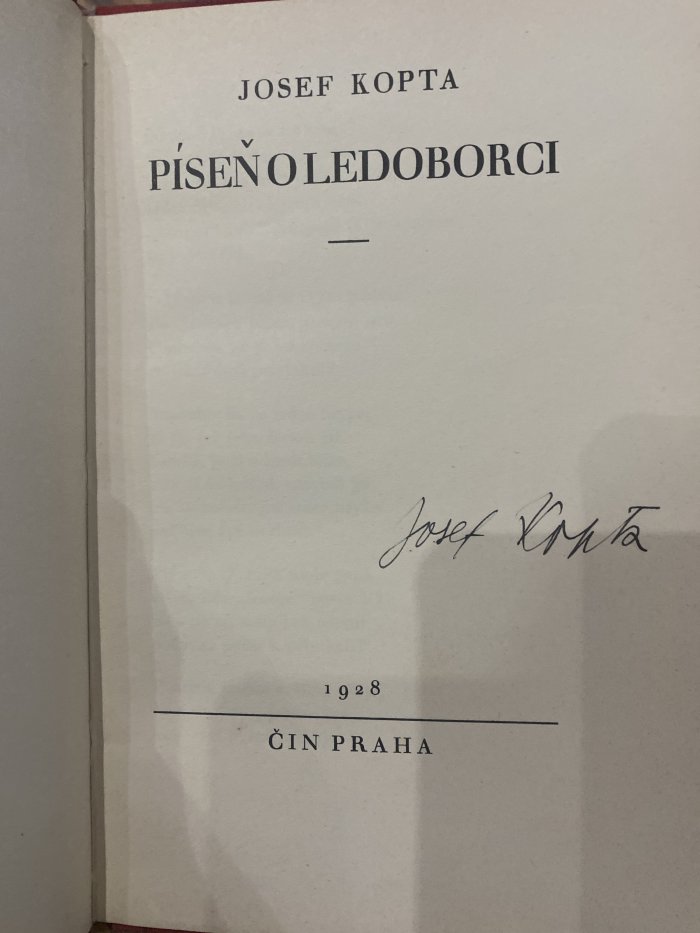 JOSEF KOPTA
PÍSEŇ O LEDOBORCI
Josef Kopta
1928
ČIN PRAHA